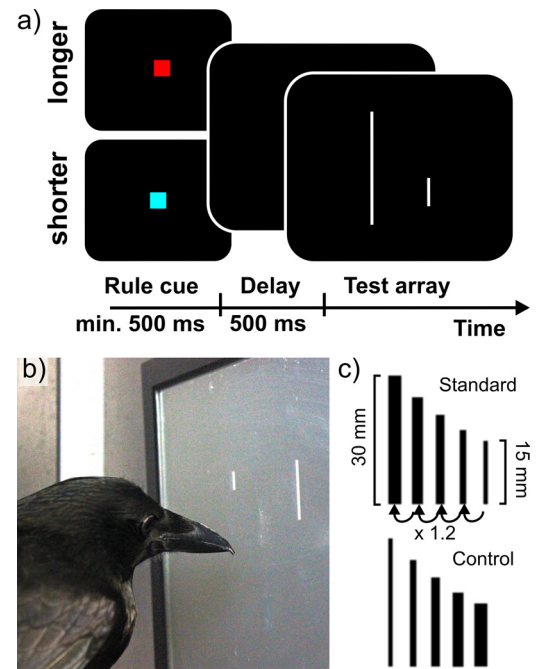 a)
longer
shorter
Rule cue
Delay
Test array
min. 500 ms
500 ms
Time
b)
c)
Standard
30 mm
15 mm
x 1.2
Control